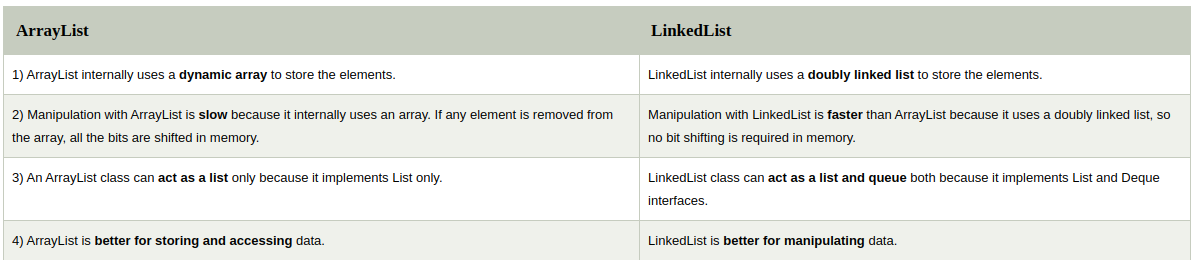 ArrayList
LinkedList
1) ArrayList internally uses a dynamic array to store the elements.
LinkedList internally uses a doubly linked list to store the elements.
2) Manipulation with ArrayList is slow because it internally uses an array. If any element is removed from
the array, all the bits are shifted in memory.
Manipulation with LinkedList is faster than ArrayList because it uses a doubly linked list, so
no bit shifting is required in memory.
3) An ArrayList class can act as a list only because it implements List only.
LinkedList class can act as a list and queue both because it implements List and Deque
interfaces.
4) ArrayList is better for storing and accessing data.
LinkedList is better for manipulating data.